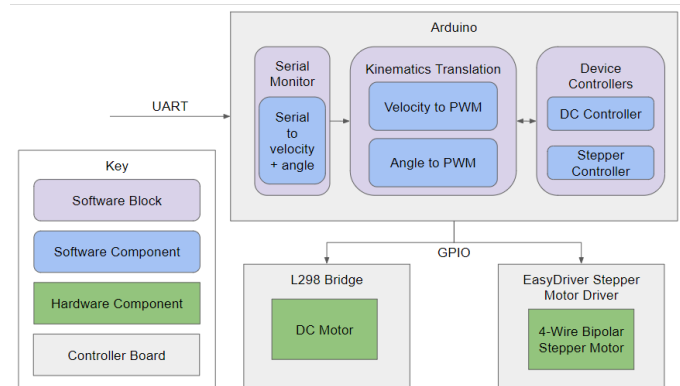 Arduino
Serial
Monitor
Serial
to
velocity
+ angle
Kinematics Translation
Velocity to PWM
Angle to PWM
Device
Controllers
DC Controller
Stepper
Controller
UART
Key
Software Block
Software Component
Hardware Component
Controller Board
GPIO
L298 Bridge
DC Motor
EasyDriver Stepper
Motor Driver
4-Wire Bipolar
Stepper Motor